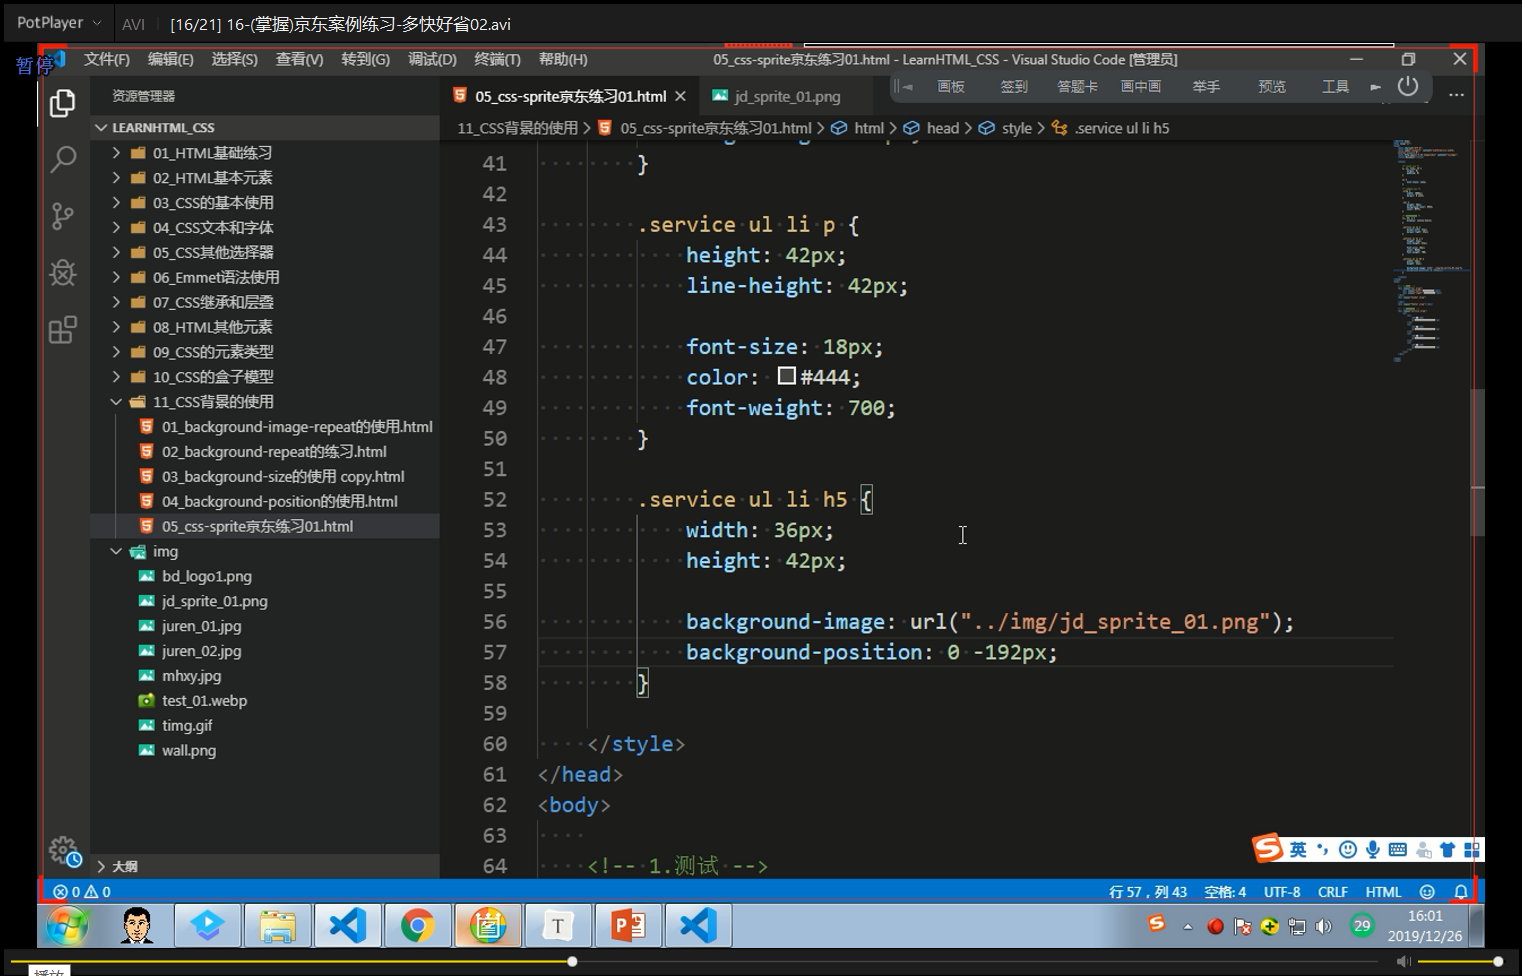 PotPlayer
AVI
[16/21] 16-(掌握)京东案例练习-多快好省02.avi
暂停
文件(F) 编辑(E) 选择(S) 查看(V) 转到(G) 调试(D) 终端(T) 帮助(H)
05_css-sprite京东练习01.html - LearnHTML_CSS - Visual Studio Code [管理员]
画板 签到 答题卡 画中画 举手 预览 工具
资源管理器
05_css-sprite京东练习01.html
jd_sprite_01.png
11_CSS背景的使用 > 05_css-sprite京东练习01.html > html > head > style > .service ul li h5
LEARNHTML_CSS
01_HTML基础练习
02_HTML基本元素
03_CSS的基本使用
04_CSS文本和字体
05_CSS其他选择器
06_Emmet语法使用
07_CSS继承和层叠
08_HTML其他元素
09_CSS的元素类型
10_CSS的盒子模型
11_CSS背景的使用
01_background-image-repeat的使用.html
02_background-repeat的练习.html
03_background-size的使用 copy.html
04_background-position的使用.html
05_css-sprite京东练习01.html
img
bd_logo1.png
jd_sprite_01.png
juren_01.jpg
juren_02.jpg
mhxy.jpg
test_01.webp
timg.gif
wall.png
大纲
41 }
42
43 .service ul li p {
44 height: 42px;
45 line-height: 42px;
46
47 font-size: 18px;
48 color: #444;
49 font-weight: 700;
50 }
51
52 .service ul li h5 {
53 width: 36px;
54 height: 42px;
55
56 background-image: url("../img/jd_sprite_01.png");
57 background-position: 0 -192px;
58 }
59
60 </style>
61 </head>
62 <body>
63
64 <!-- 1.测试 -->
英
0 0
行 57，列 43 空格: 4 UTF-8 CRLF HTML
T
29
16:01
2019/12/26
播放